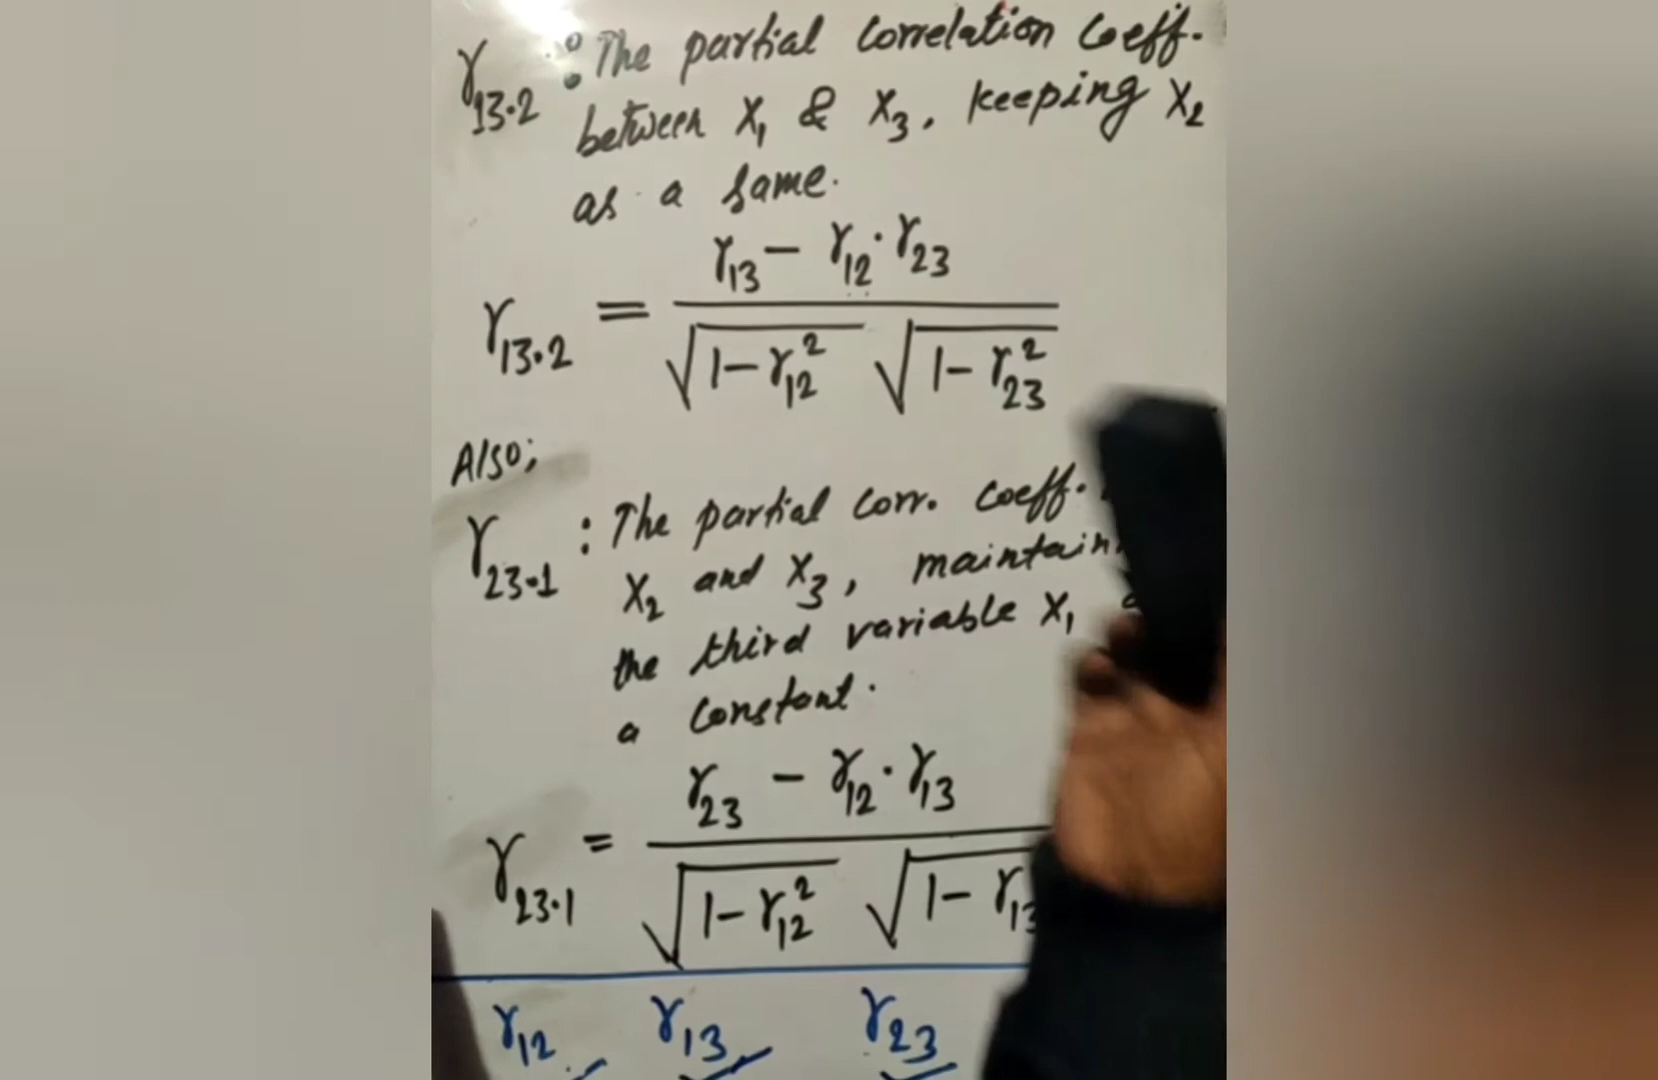 r13.2 : The partial correlation coeff.
between X1 & X3, keeping X2
as a same.
r13.2 = (r13 − r12 · r23) / (√(1−r12²) √(1−r23²))
Also;
r23.1 : The partial corr. coeff.
X2 and X3, maintain
the third variable X1
a constant.
r23.1 = (r23 − r12 · r13) / (√(1−r12²) √(1−r13
r12 r13 r23